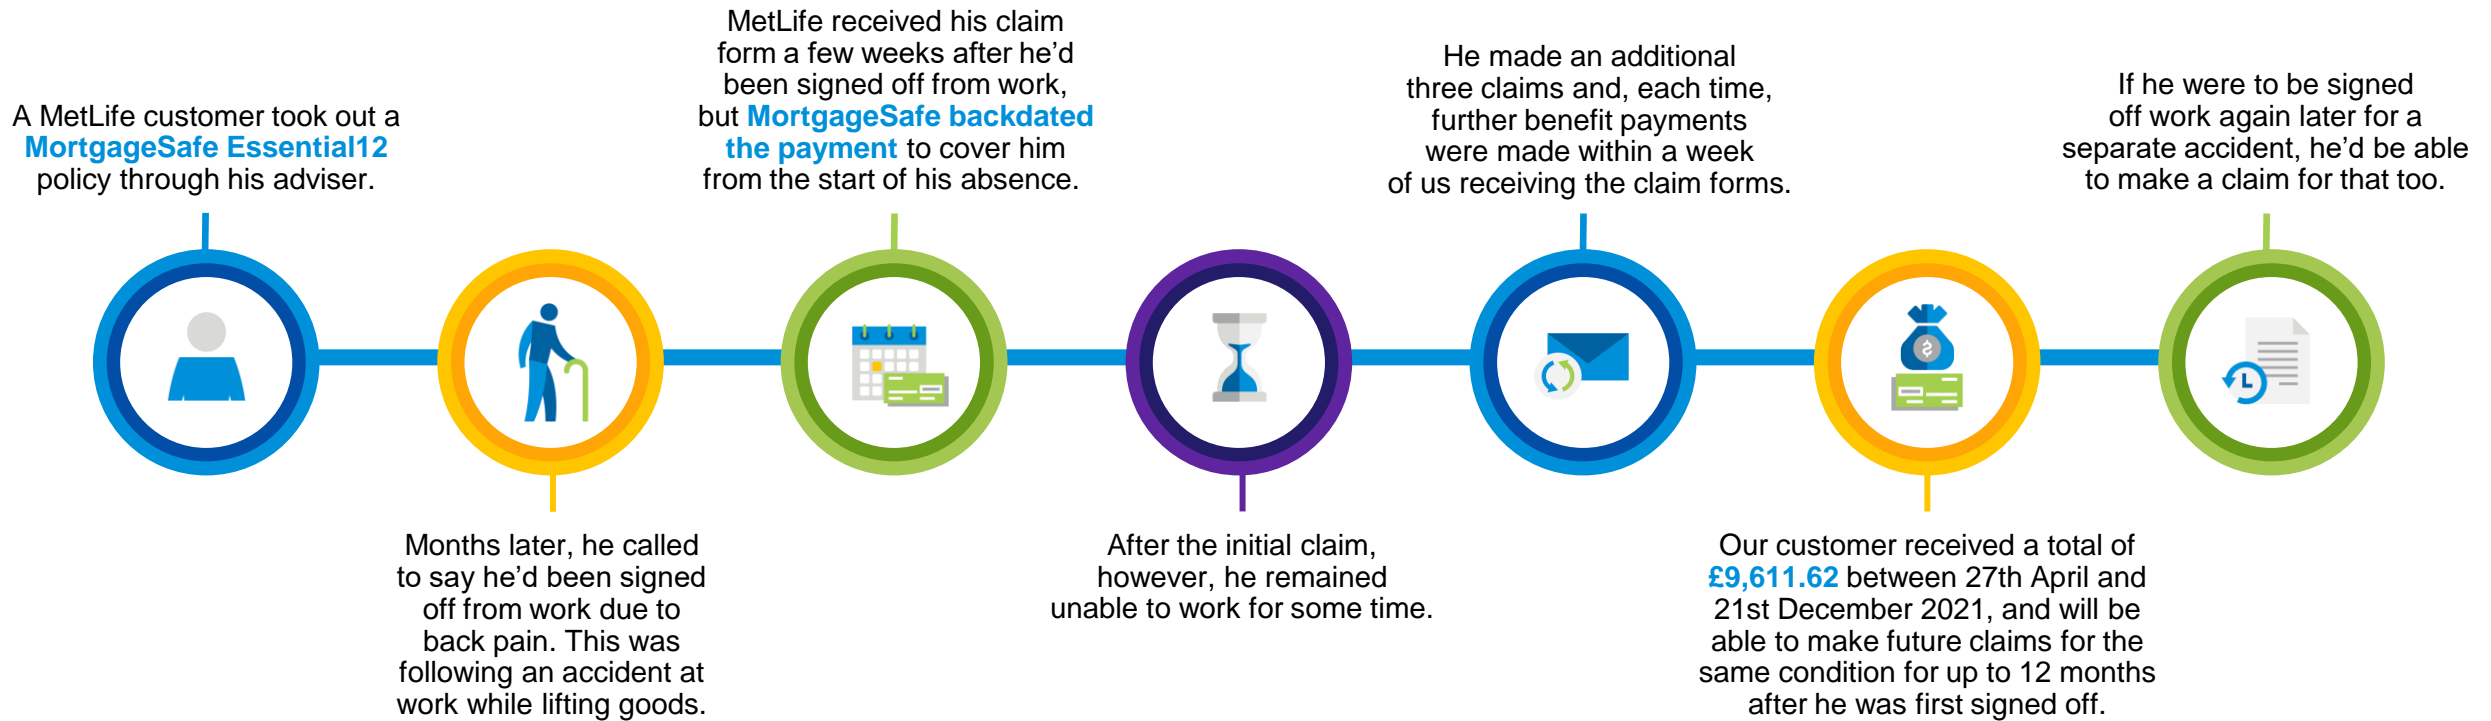 A MetLife customer took out a
MortgageSafe Essential12
policy through his adviser.
Months later, he called
to say he’d been signed
off from work due to
back pain. This was
following an accident at
work while lifting goods.
MetLife received his claim
form a few weeks after he’d
been signed off from work,
but MortgageSafe backdated
the payment to cover him
from the start of his absence.
After the initial claim,
however, he remained
unable to work for some time.
He made an additional
three claims and, each time,
further benefit payments
were made within a week
of us receiving the claim forms.
Our customer received a total of
£9,611.62 between 27th April and
21st December 2021, and will be
able to make future claims for the
same condition for up to 12 months
after he was first signed off.
If he were to be signed
off work again later for a
separate accident, he’d be able
to make a claim for that too.